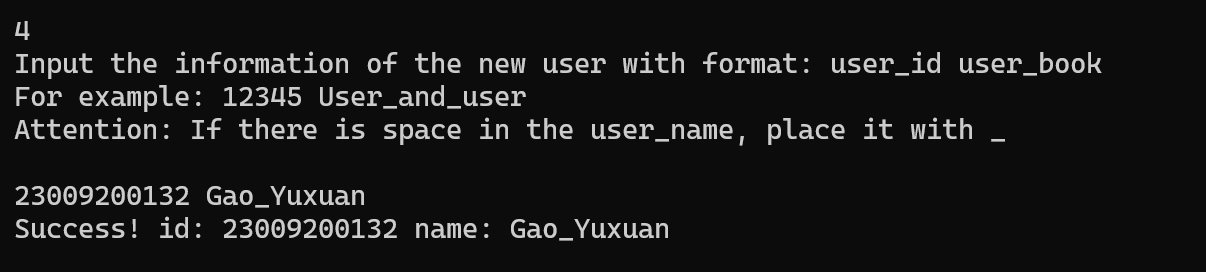 4
Input the information of the new user with format: user_id user_book
For example: 12345 User_and_user
Attention: If there is space in the user_name, place it with _
23009200132 Gao_Yuxuan
Success! id: 23009200132 name: Gao_Yuxuan